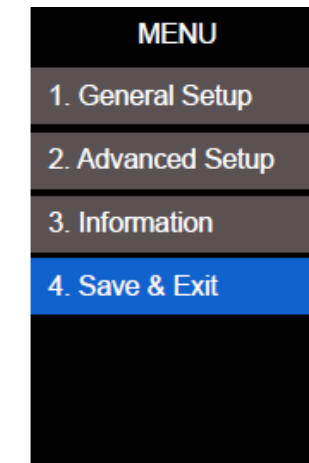 MENU
1. General Setup
2. Advanced Setup
3. Information
4. Save & Exit